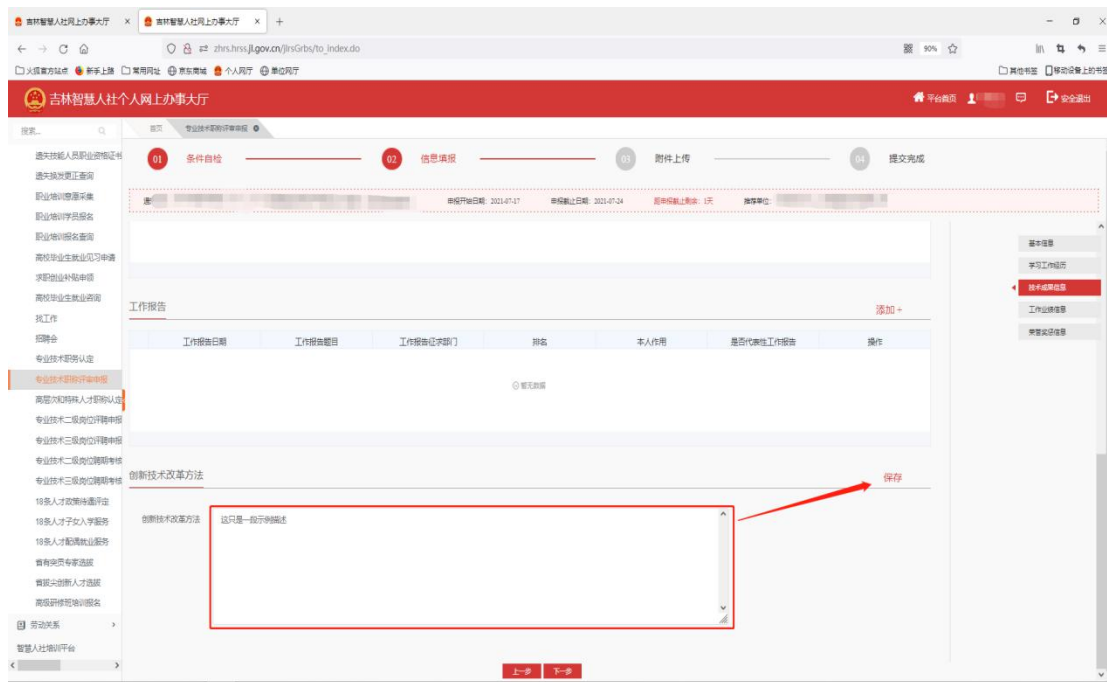 吉林智慧人社网上办事大厅 × 吉林智慧人社网上办事大厅 × +
zhrs.hrss.jl.gov.cn/jlrsGrbs/to_index.do 90%
火狐官方站点 新手上路 常用网址 京东商城 个人网厅 单位网厅 其他书签 移动设备上的书签
吉林智慧人社个人网上办事大厅 平台首页 安全退出
搜索... 首页 专业技术职称评审申报
01 条件自检 02 信息填报 03 附件上传 04 提交完成
申报开始日期: 2021-07-17 申报截止日期: 2021-07-24 距申报截止剩余: 1天 推荐单位:
遗失技能人员职业资格证书
遗失换发更正查询
职业培训意愿采集
职业培训学员报名
职业培训报名查询
高校毕业生就业见习申请
求职创业补贴申领
高校毕业生就业咨询
找工作
招聘会
专业技术职务认定
专业技术职称评审申报
高层次和特殊人才职称认定
专业技术二级岗位评聘申报
专业技术三级岗位评聘申报
专业技术二级岗位聘期考核
专业技术三级岗位聘期考核
18条人才政策待遇评定
18条人才子女入学服务
18条人才配偶就业服务
省有突贡专家选拔
省拔尖创新人才选拔
高级研修班培训报名
劳动关系
智慧人社培训平台
基本信息
学习工作经历
技术成果信息
工作业绩信息
荣誉奖惩信息
工作报告 添加 +
工作报告日期 工作报告题目 工作报告征求部门 排名 本人作用 是否代表性工作报告 操作
暂无数据
创新技术改革方法 保存
创新技术改革方法 这只是一段示例描述
上一步 下一步